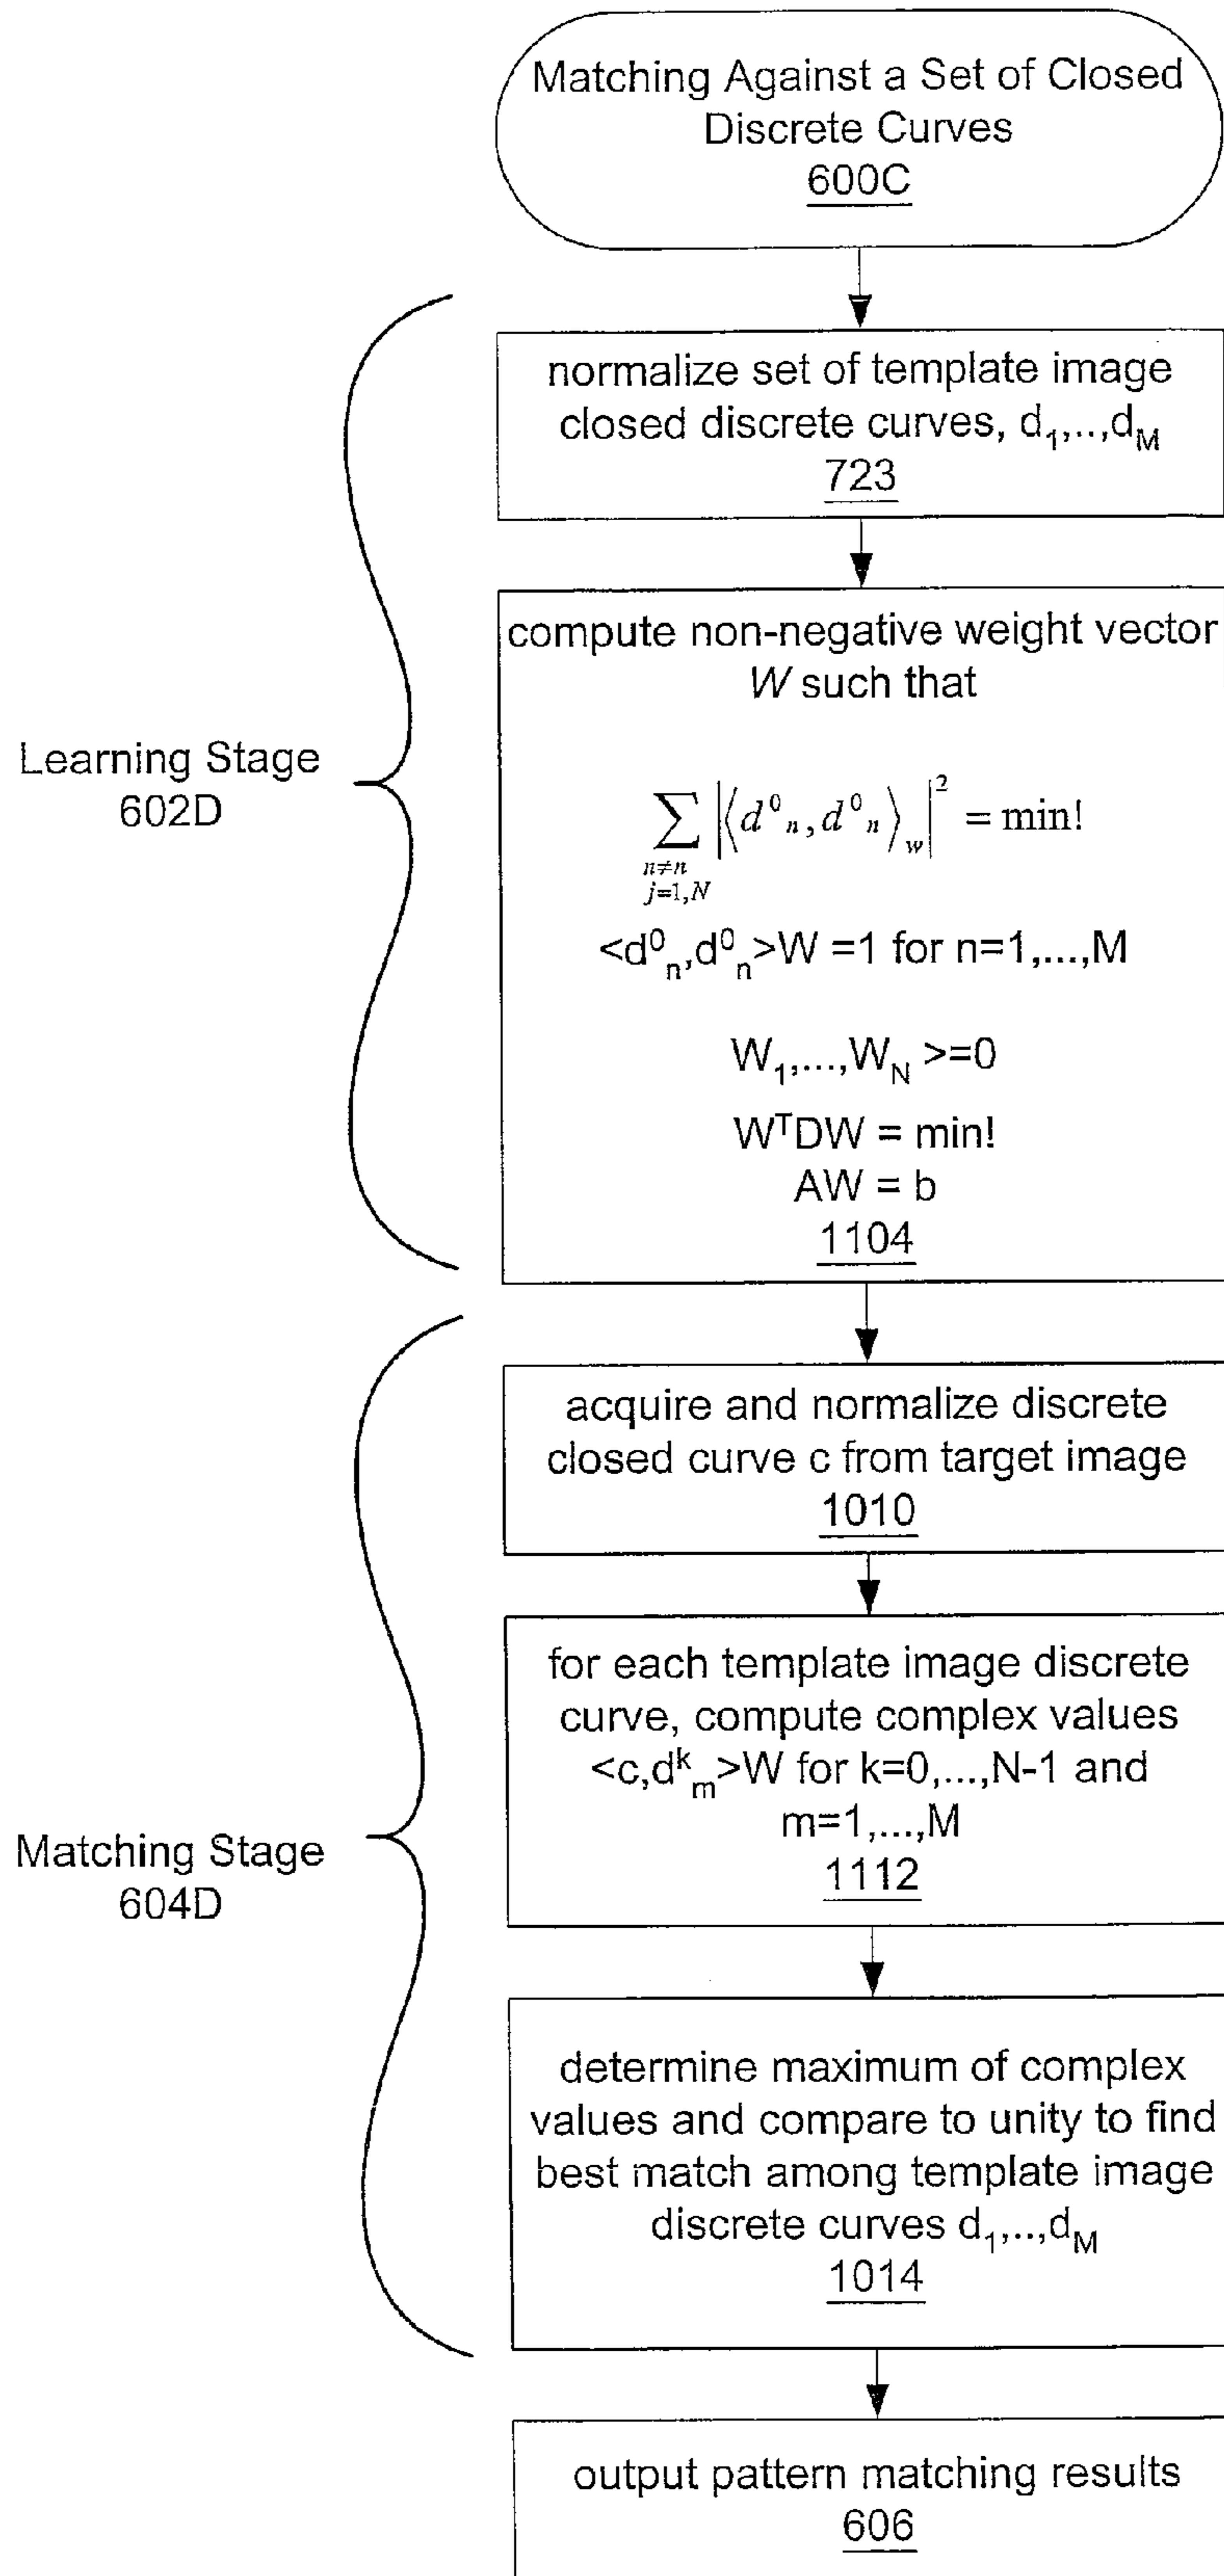 Matching Against a Set of Closed
Discrete Curves
600C
normalize set of template image
closed discrete curves, d₁,..,d_M
723
compute non-negative weight vector
W such that
∑ |⟨d⁰ₙ, d⁰ₙ⟩_w|² = min!
n≠n
j=1,N
<d⁰ₙ,d⁰ₙ>W =1 for n=1,...,M
W₁,...,W_N >=0
WᵀDW = min!
AW = b
1104
Learning Stage
602D
acquire and normalize discrete
closed curve c from target image
1010
for each template image discrete
curve, compute complex values
<c,dᵏₘ>W for k=0,...,N-1 and
m=1,...,M
1112
Matching Stage
604D
determine maximum of complex
values and compare to unity to find
best match among template image
discrete curves d₁,..,d_M
1014
output pattern matching results
606